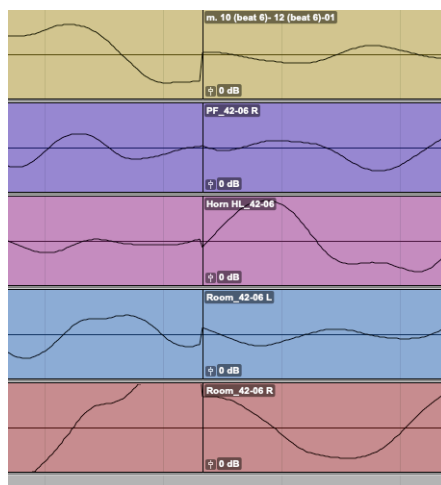 m. 10 (beat 6)- 12 (beat 6)-01
0 dB
PF_42-06 R
0 dB
Horn HL_42-06
0 dB
Room_42-06 L
0 dB
Room_42-06 R
0 dB